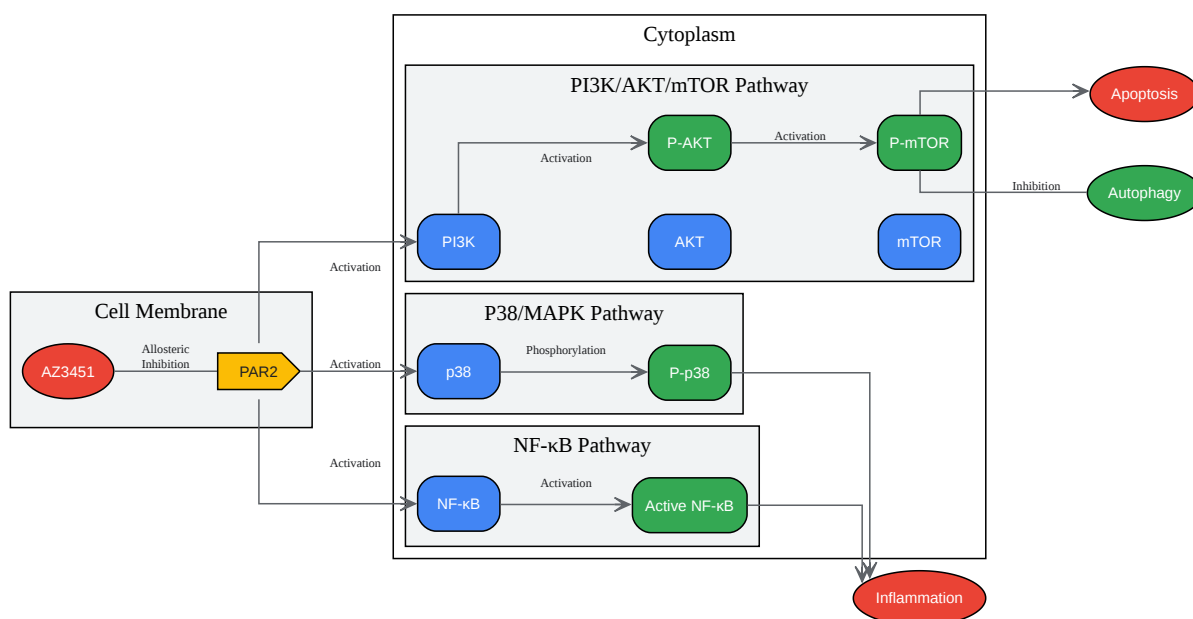 Cytoplasm
PI3K/AKT/mTOR Pathway
Apoptosis
P-AKT
Activation
P-mTOR
Activation
Inhibition
Autophagy
PI3K
AKT
mTOR
Activation
Cell Membrane
P38/MAPK Pathway
Allosteric
Inhibition
AZ3451
PAR2
Activation
p38
Phosphorylation
P-p38
NF-κB Pathway
Activation
NF-κB
Activation
Active NF-κB
Inflammation